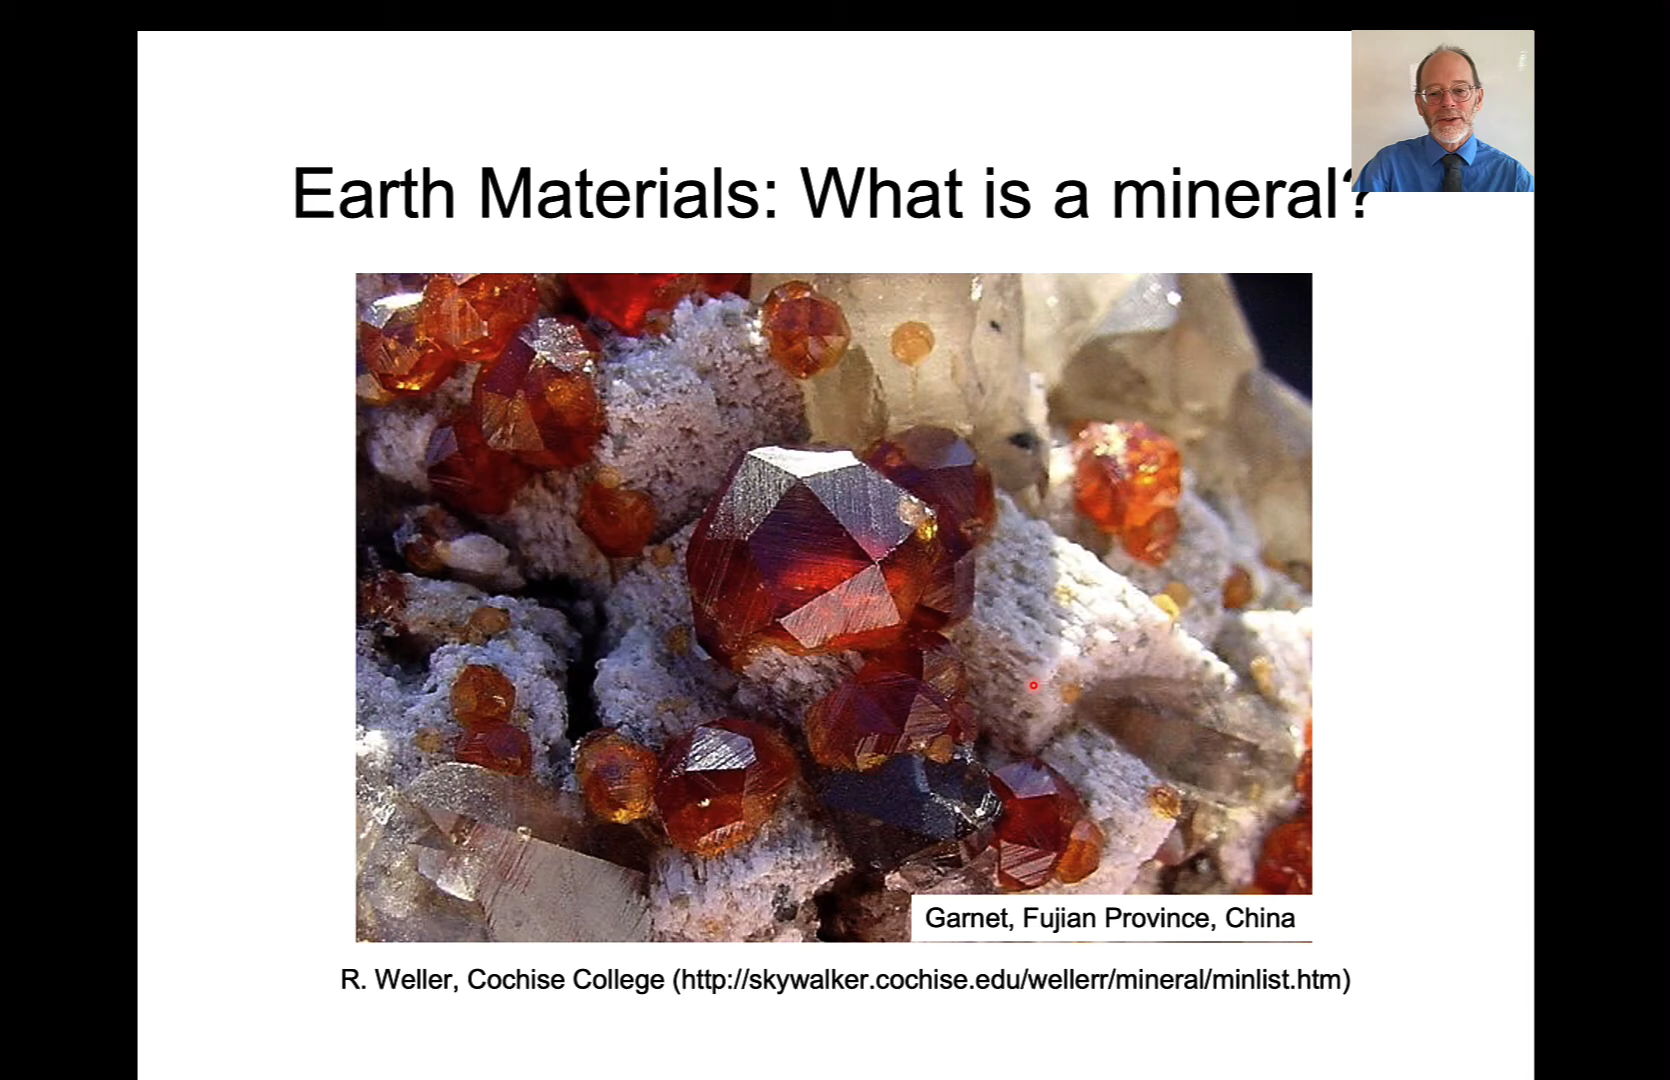 Earth Materials: What is a mineral?
Garnet, Fujian Province, China
R. Weller, Cochise College (http://skywalker.cochise.edu/wellerr/mineral/minlist.htm)